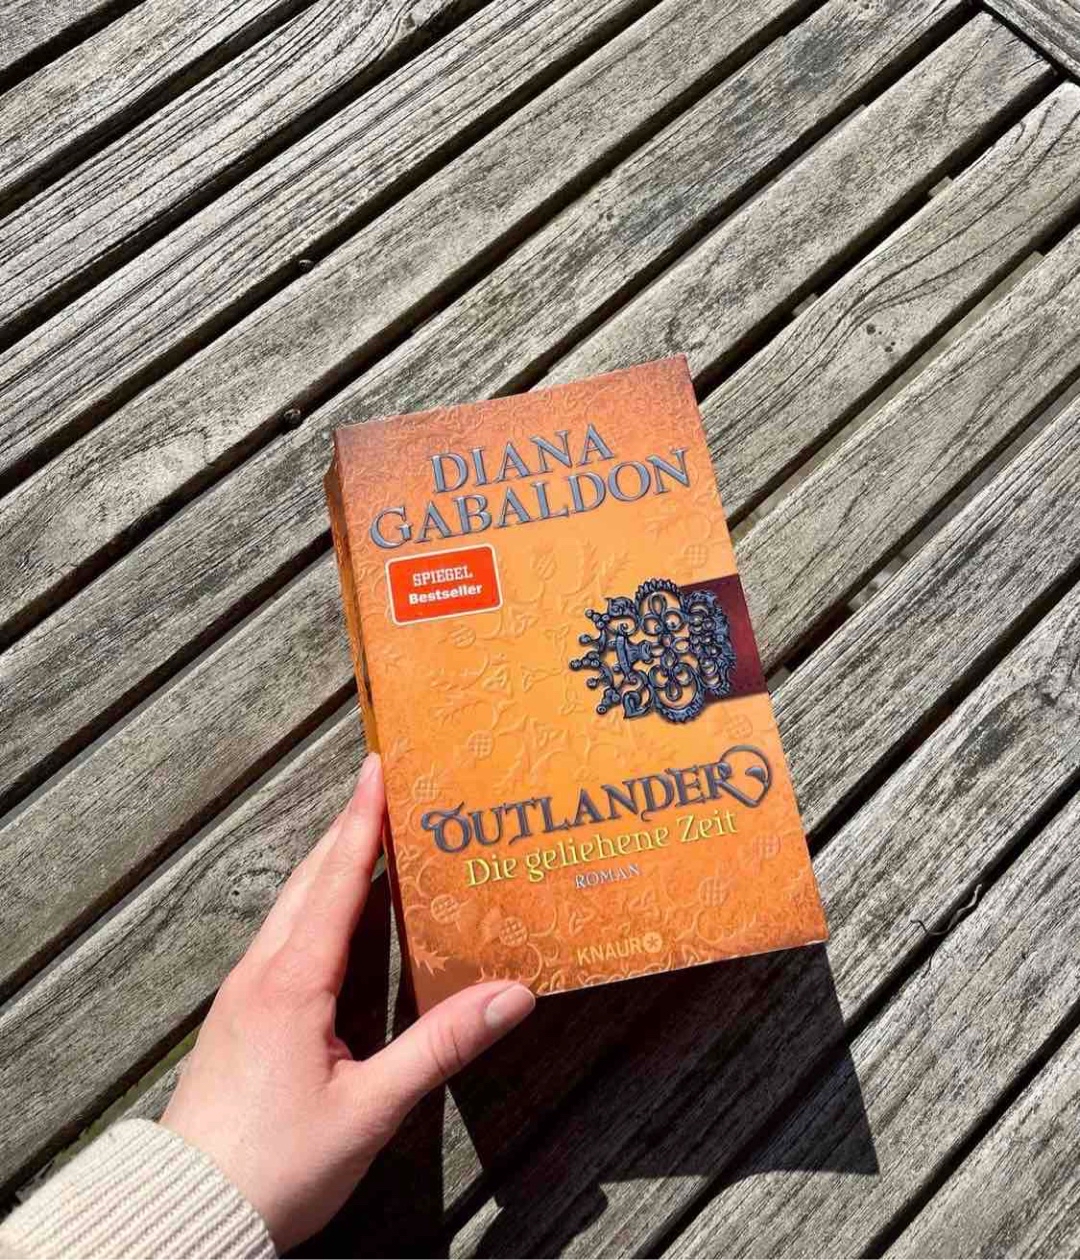 DIANA
GABALDON
SPIEGEL
Bestseller
OUTLANDER
Die geliehene Zeit
ROMAN
KNAUR